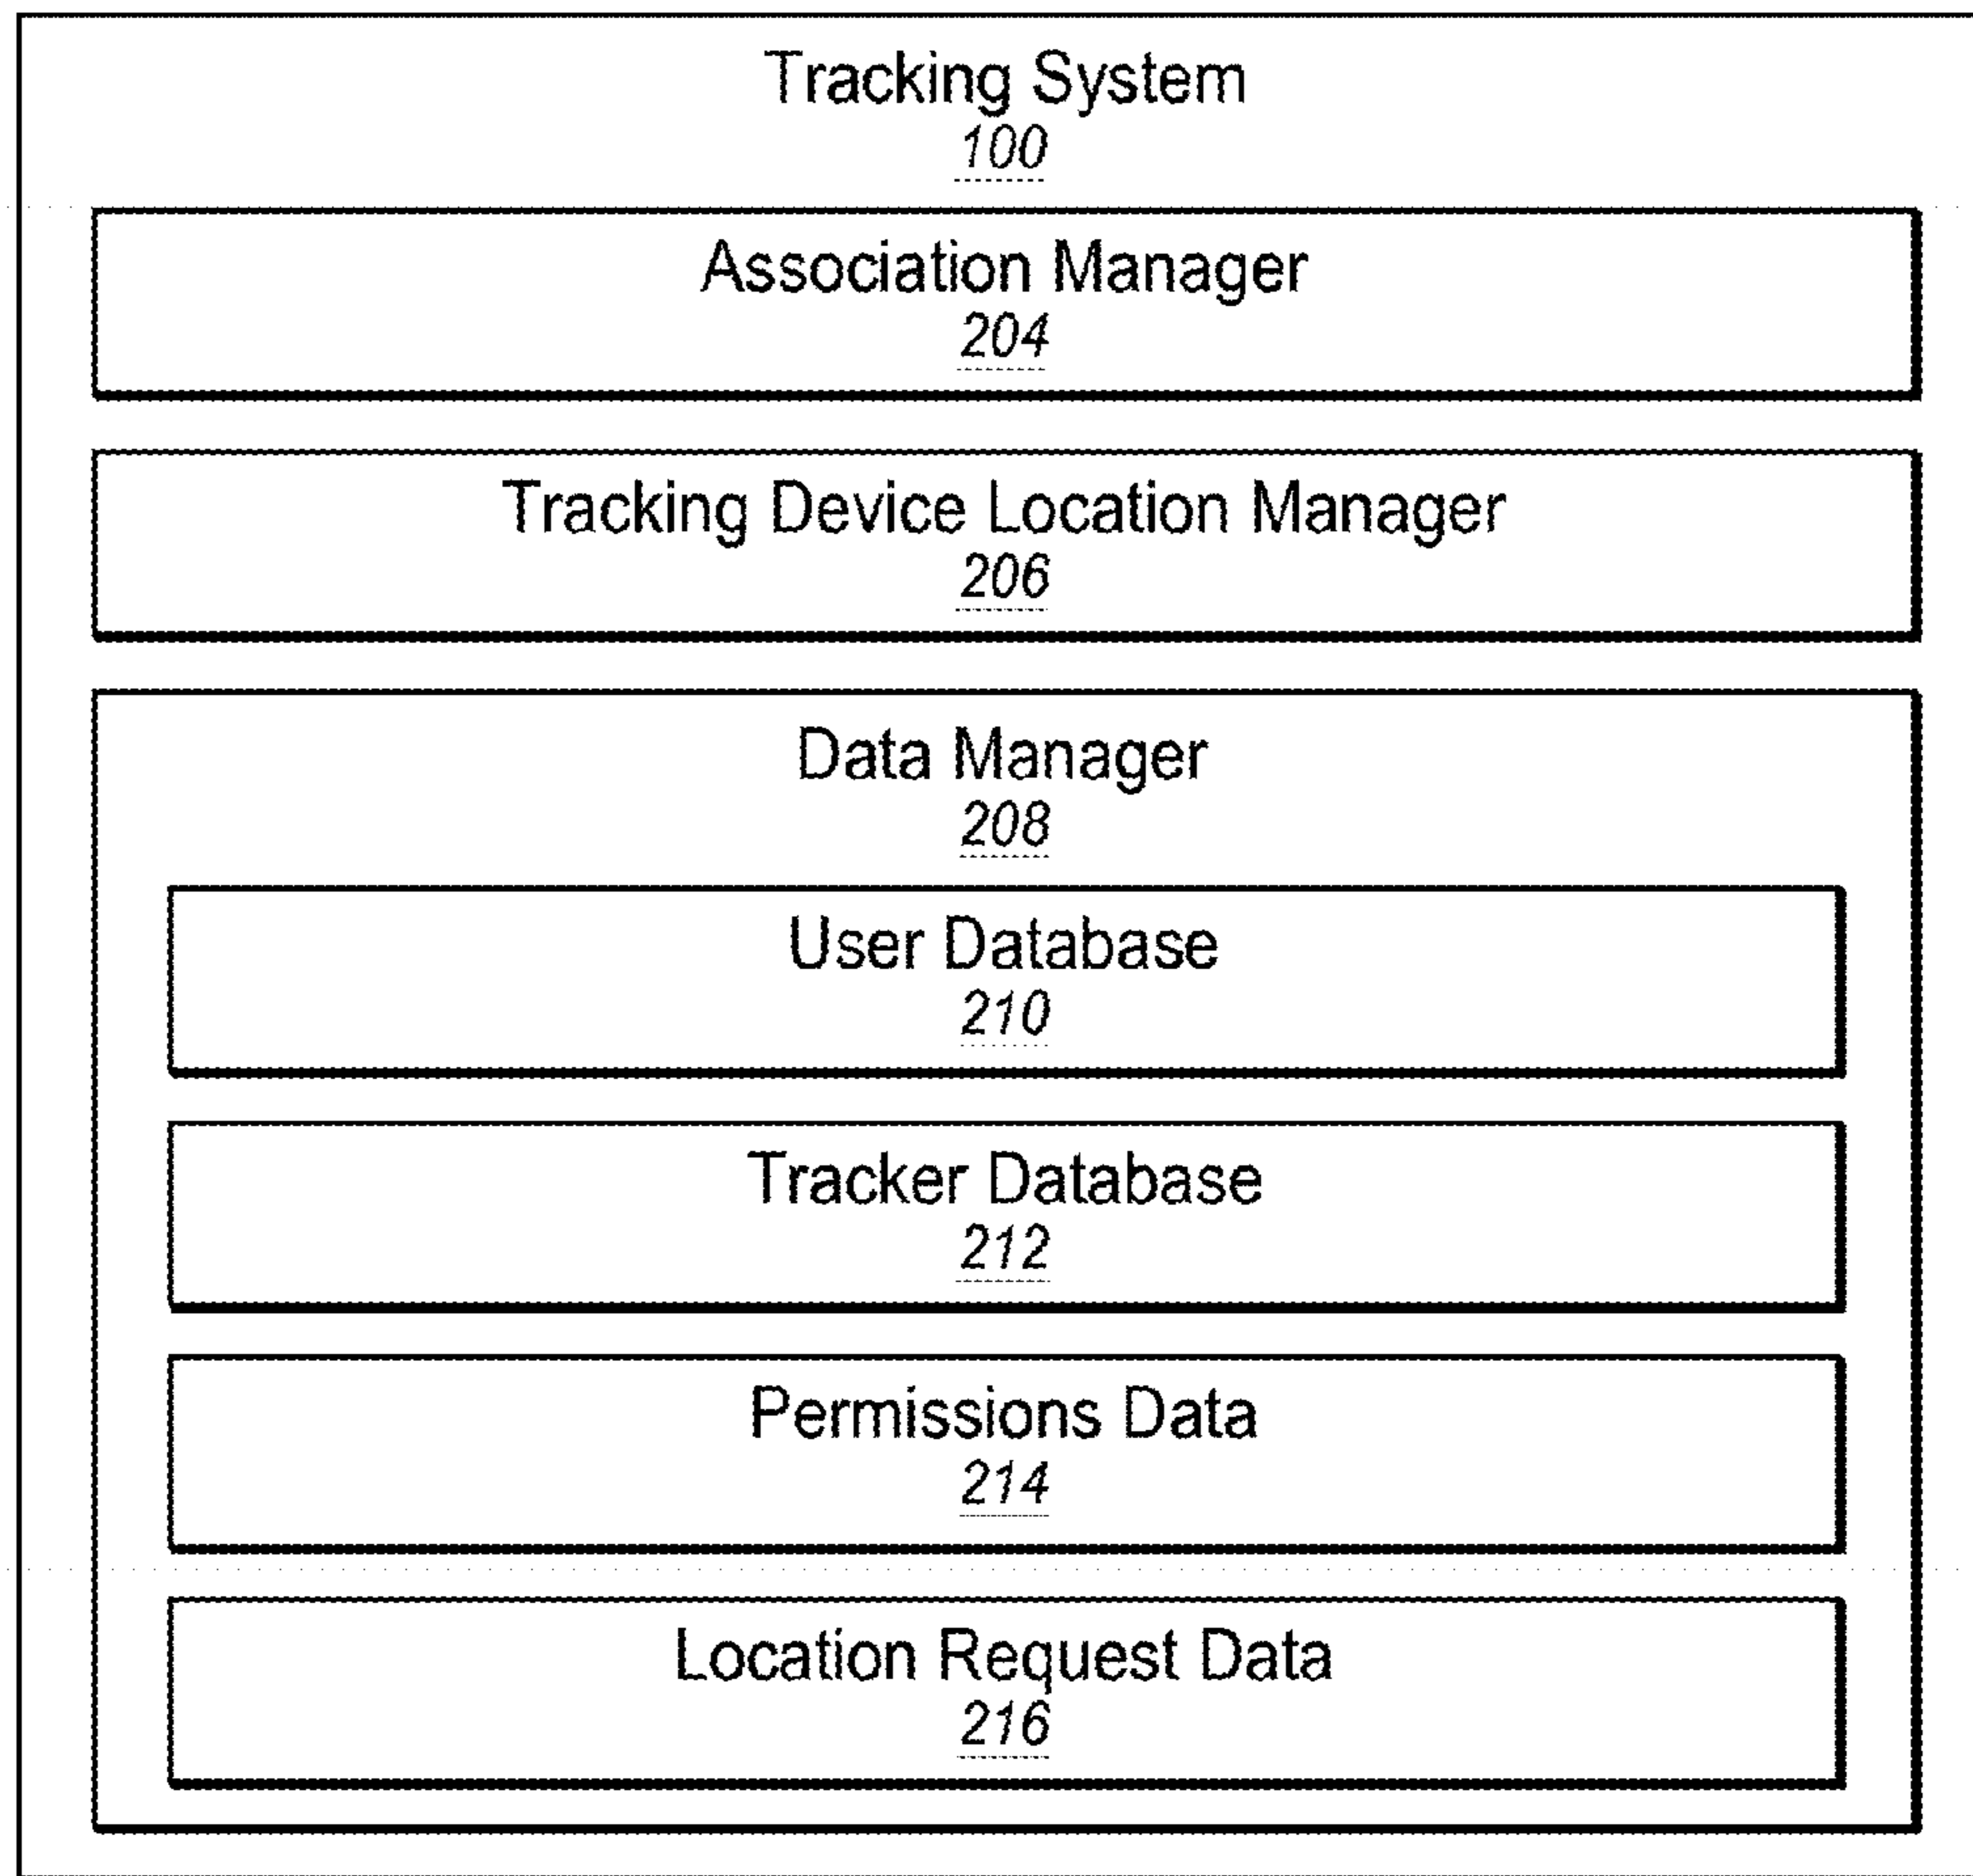 Tracking System
100
Association Manager
204
Tracking Device Location Manager
206
Data Manager
208
User Database
210
Tracker Database
212
Permissions Data
214
Location Request Data
216